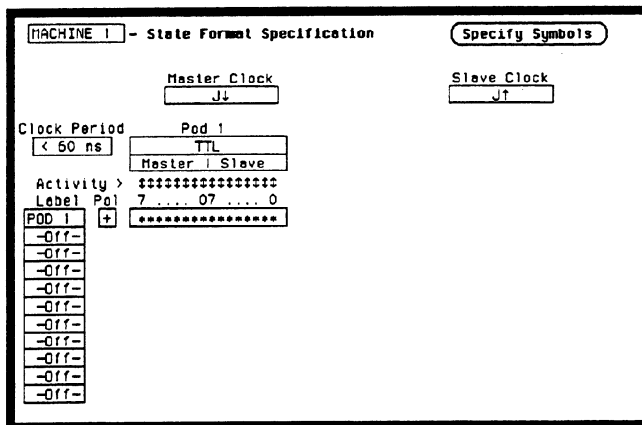 MACHINE 1 - State Format Specification Specify Symbols
Master Clock Slave Clock
J↓ J↑
Clock Period Pod 1
< 60 ns TTL
Master | Slave
Activity > ↕↕↕↕↕↕↕↕↕↕↕↕↕↕↕↕
Label Pol 7 .... 07 .... 0
POD 1 + ****************
-Off-
-Off-
-Off-
-Off-
-Off-
-Off-
-Off-
-Off-
-Off-
-Off-